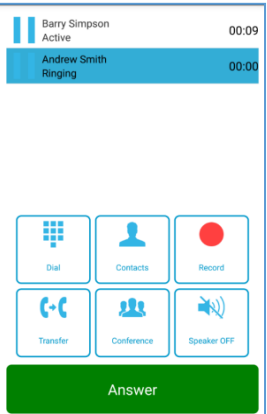 Barry Simpson
Active
00:09
Andrew Smith
Ringing
00:00
Dial
Contacts
Record
Transfer
Conference
Speaker OFF
Answer